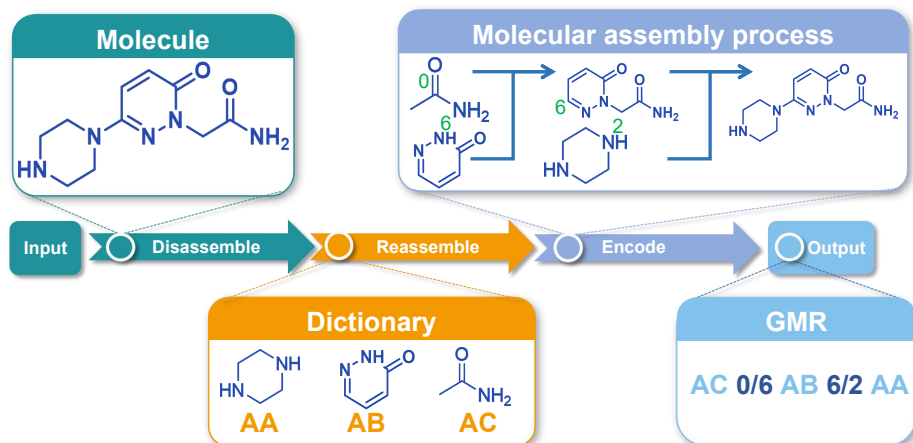 Molecule
O
O
N
N
N
NH2
HN
Molecular assembly process
O
0
NH2
6
NH
N
O
O
N
N
6
O
NH2
2
NH
HN
O
N
N
N
O
NH2
HN
Input
Disassemble
Reassemble
Encode
Output
Dictionary
NH
HN
NH
N
O
O
NH2
AA
AB
AC
GMR
AC 0/6 AB 6/2 AA